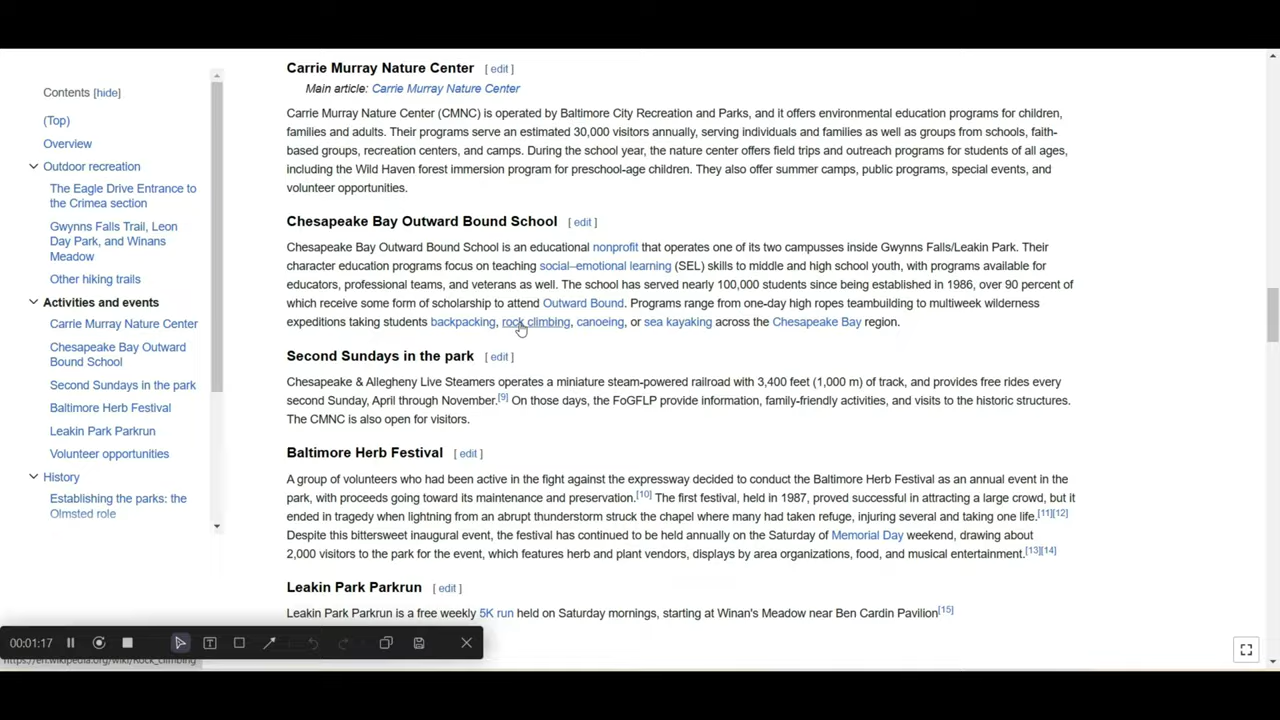 Contents [hide]
(Top)
Overview
Outdoor recreation
The Eagle Drive Entrance to
the Crimea section
Gwynns Falls Trail, Leon
Day Park, and Winans
Meadow
Other hiking trails
Activities and events
Carrie Murray Nature Center
Chesapeake Bay Outward
Bound School
Second Sundays in the park
Baltimore Herb Festival
Leakin Park Parkrun
Volunteer opportunities
History
Establishing the parks: the
Olmsted role
Carrie Murray Nature Center [ edit ]
Main article: Carrie Murray Nature Center
Carrie Murray Nature Center (CMNC) is operated by Baltimore City Recreation and Parks, and it offers environmental education programs for children,
families and adults. Their programs serve an estimated 30,000 visitors annually, serving individuals and families as well as groups from schools, faith-
based groups, recreation centers, and camps. During the school year, the nature center offers field trips and outreach programs for students of all ages,
including the Wild Haven forest immersion program for preschool-age children. They also offer summer camps, public programs, special events, and
volunteer opportunities.
Chesapeake Bay Outward Bound School [ edit ]
Chesapeake Bay Outward Bound School is an educational nonprofit that operates one of its two campusses inside Gwynns Falls/Leakin Park. Their
character education programs focus on teaching social–emotional learning (SEL) skills to middle and high school youth, with programs available for
educators, professional teams, and veterans as well. The school has served nearly 100,000 students since being established in 1986, over 90 percent of
which receive some form of scholarship to attend Outward Bound. Programs range from one-day high ropes teambuilding to multiweek wilderness
expeditions taking students backpacking, rock climbing, canoeing, or sea kayaking across the Chesapeake Bay region.
Second Sundays in the park [ edit ]
Chesapeake & Allegheny Live Steamers operates a miniature steam-powered railroad with 3,400 feet (1,000 m) of track, and provides free rides every
second Sunday, April through November.[9] On those days, the FoGFLP provide information, family-friendly activities, and visits to the historic structures.
The CMNC is also open for visitors.
Baltimore Herb Festival [ edit ]
A group of volunteers who had been active in the fight against the expressway decided to conduct the Baltimore Herb Festival as an annual event in the
park, with proceeds going toward its maintenance and preservation.[10] The first festival, held in 1987, proved successful in attracting a large crowd, but it
ended in tragedy when lightning from an abrupt thunderstorm struck the chapel where many had taken refuge, injuring several and taking one life.[11][12]
Despite this bittersweet inaugural event, the festival has continued to be held annually on the Saturday of Memorial Day weekend, drawing about
2,000 visitors to the park for the event, which features herb and plant vendors, displays by area organizations, food, and musical entertainment.[13][14]
Leakin Park Parkrun [ edit ]
Leakin Park Parkrun is a free weekly 5K run held on Saturday mornings, starting at Winan's Meadow near Ben Cardin Pavilion[15]
00:01:17
https://en.wikipedia.org/wiki/Rock_climbing